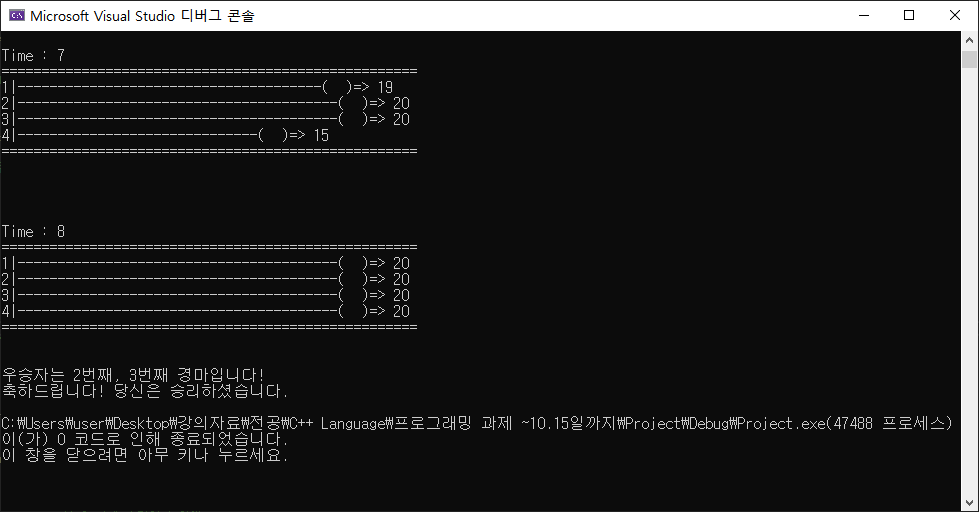 Microsoft Visual Studio 디버그 콘솔
Time : 7
====================================================
1|--------------------------------------(  )=> 19
2|----------------------------------------(  )=> 20
3|----------------------------------------(  )=> 20
4|------------------------------(  )=> 15
====================================================
Time : 8
====================================================
1|----------------------------------------(  )=> 20
2|----------------------------------------(  )=> 20
3|----------------------------------------(  )=> 20
4|----------------------------------------(  )=> 20
====================================================
우승자는 2번째, 3번째 경마입니다!
축하드립니다! 당신은 승리하셨습니다.
C:₩Users₩user₩Desktop₩강의자료₩전공₩C++ Language₩프로그래밍 과제 ~10.15일까지₩Project₩Debug₩Project.exe(47488 프로세스)
이(가) 0 코드로 인해 종료되었습니다.
이 창을 닫으려면 아무 키나 누르세요.